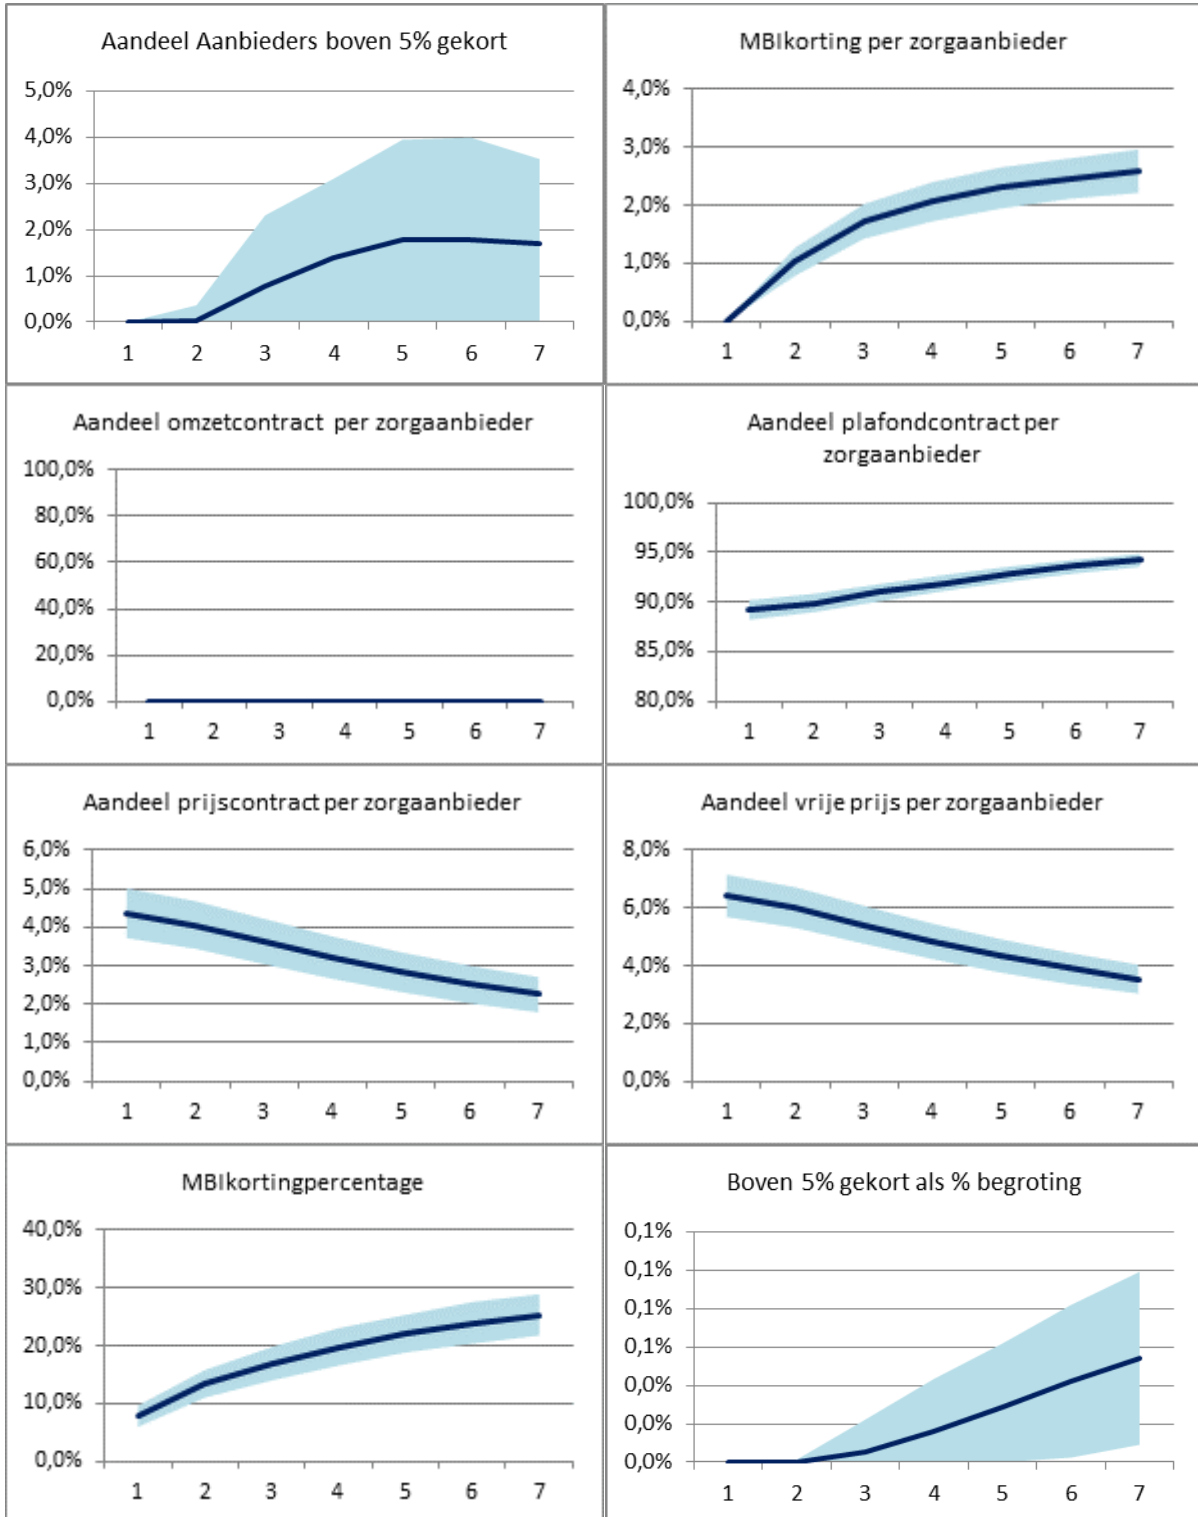 Aandeel Aanbieders boven 5% gekort
5,0%
4,0%
3,0%
2,0%
1,0%
0,0%
1 2 3 4 5 6 7
MBIkorting per zorgaanbieder
4,0%
3,0%
2,0%
1,0%
0,0%
1 2 3 4 5 6 7
Aandeel omzetcontract per zorgaanbieder
100,0%
80,0%
60,0%
40,0%
20,0%
0,0%
1 2 3 4 5 6 7
Aandeel plafondcontract per
zorgaanbieder
100,0%
95,0%
90,0%
85,0%
80,0%
1 2 3 4 5 6 7
Aandeel prijscontract per zorgaanbieder
6,0%
5,0%
4,0%
3,0%
2,0%
1,0%
0,0%
1 2 3 4 5 6 7
Aandeel vrije prijs per zorgaanbieder
8,0%
6,0%
4,0%
2,0%
0,0%
1 2 3 4 5 6 7
MBIkortingpercentage
40,0%
30,0%
20,0%
10,0%
0,0%
1 2 3 4 5 6 7
Boven 5% gekort als % begroting
0,1%
0,1%
0,1%
0,1%
0,0%
0,0%
0,0%
1 2 3 4 5 6 7